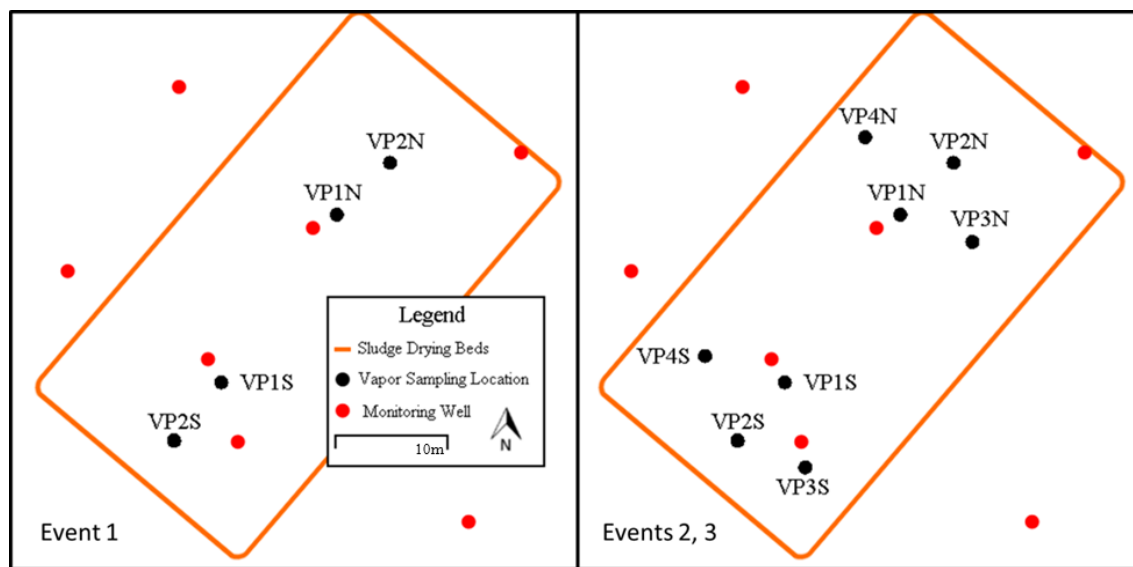 VP2N
VP1N
Legend
Sludge Drying Beds
Vapor Sampling Location
Monitoring Well
10m
N
VP1S
VP2S
Event 1
VP4N
VP2N
VP1N
VP3N
VP4S
VP1S
VP2S
VP3S
Events 2, 3